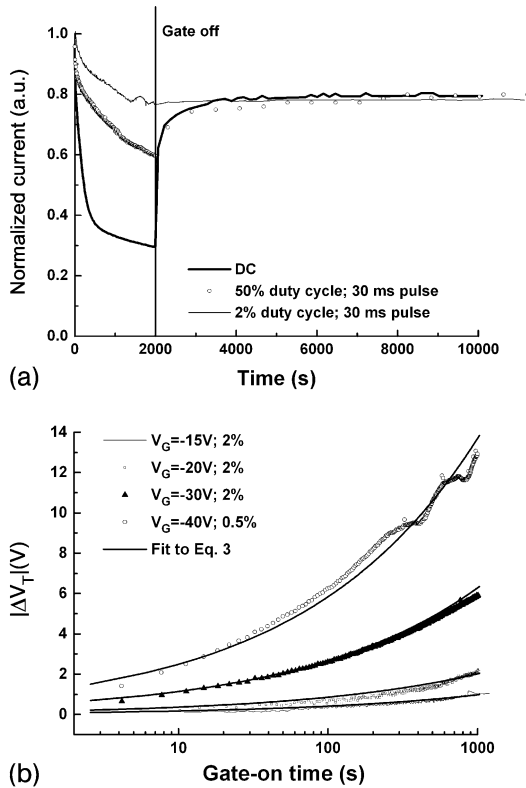 1.0
Gate off
0.8
0.6
0.4
0.2
0.0
Normalized current (a.u.)
DC
50% duty cycle; 30 ms pulse
2% duty cycle; 30 ms pulse
0 2000 4000 6000 8000 10000
(a)
Time (s)
14
12
10
8
6
4
2
0
|ΔV_T|(V)
V_G=-15V; 2%
V_G=-20V; 2%
V_G=-30V; 2%
V_G=-40V; 0.5%
Fit to Eq. 3
10 100 1000
(b)
Gate-on time (s)